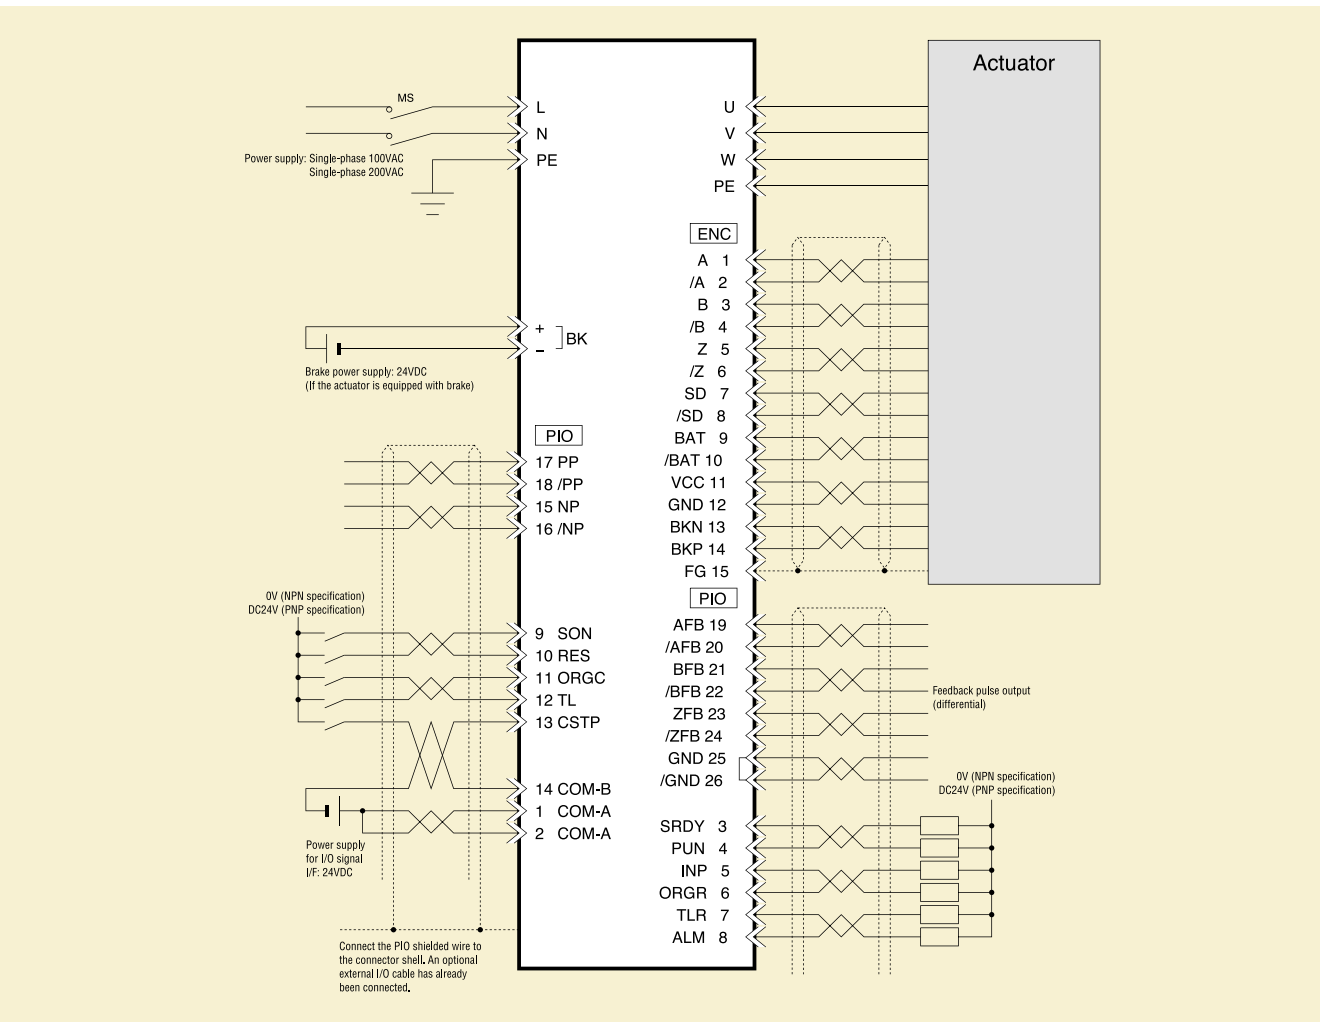 Actuator
MS
L
N
PE
Power supply: Single-phase 100VAC
Single-phase 200VAC
U
V
W
PE
ENC
A 1
/A 2
B 3
/B 4
Z 5
/Z 6
SD 7
/SD 8
BAT 9
/BAT 10
VCC 11
GND 12
BKN 13
BKP 14
FG 15
+
−
BK
Brake power supply: 24VDC
(If the actuator is equipped with brake)
PIO
17 PP
18 /PP
15 NP
16 /NP
0V (NPN specification)
DC24V (PNP specification)
9 SON
10 RES
11 ORGC
12 TL
13 CSTP
14 COM-B
1 COM-A
2 COM-A
Power supply
for I/O signal
I/F: 24VDC
Connect the PIO shielded wire to
the connector shell. An optional
external I/O cable has already
been connected.
PIO
AFB 19
/AFB 20
BFB 21
/BFB 22
ZFB 23
/ZFB 24
GND 25
/GND 26
Feedback pulse output
(differential)
0V (NPN specification)
DC24V (PNP specification)
SRDY 3
PUN 4
INP 5
ORGR 6
TLR 7
ALM 8